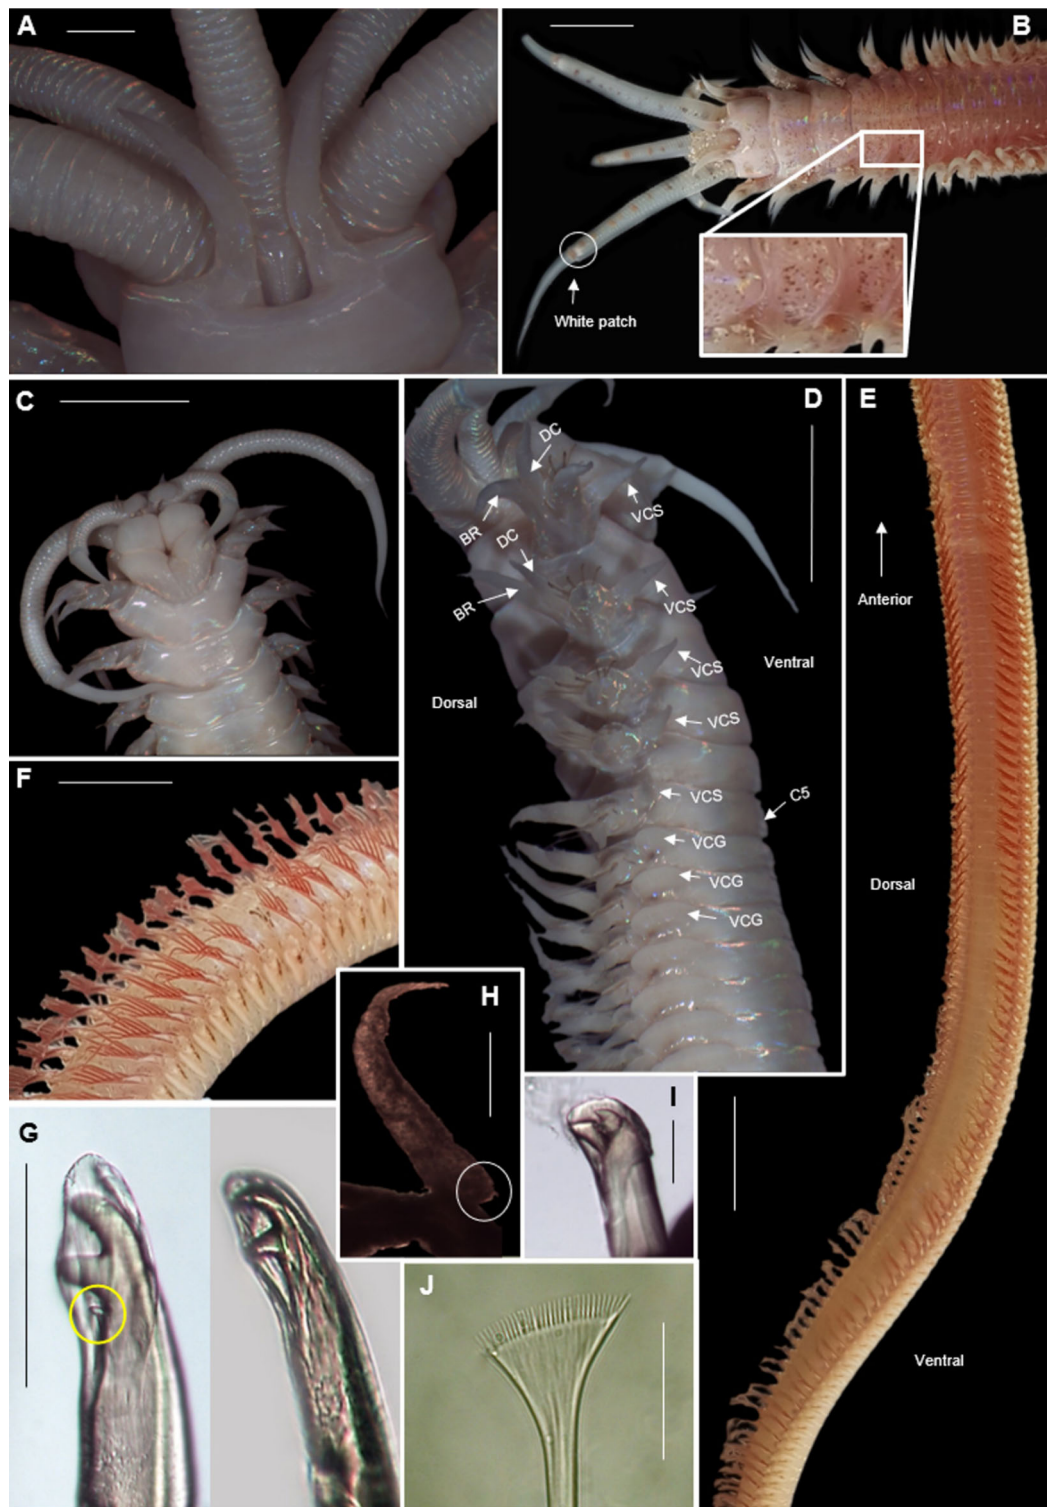 A
B
White patch
C
D
E
DC
VCS
BR
DC
BR
VCS
VCS
Ventral
Dorsal
VCS
VCS
C5
VCG
VCG
VCG
Anterior
Dorsal
F
H
I
G
J
Ventral